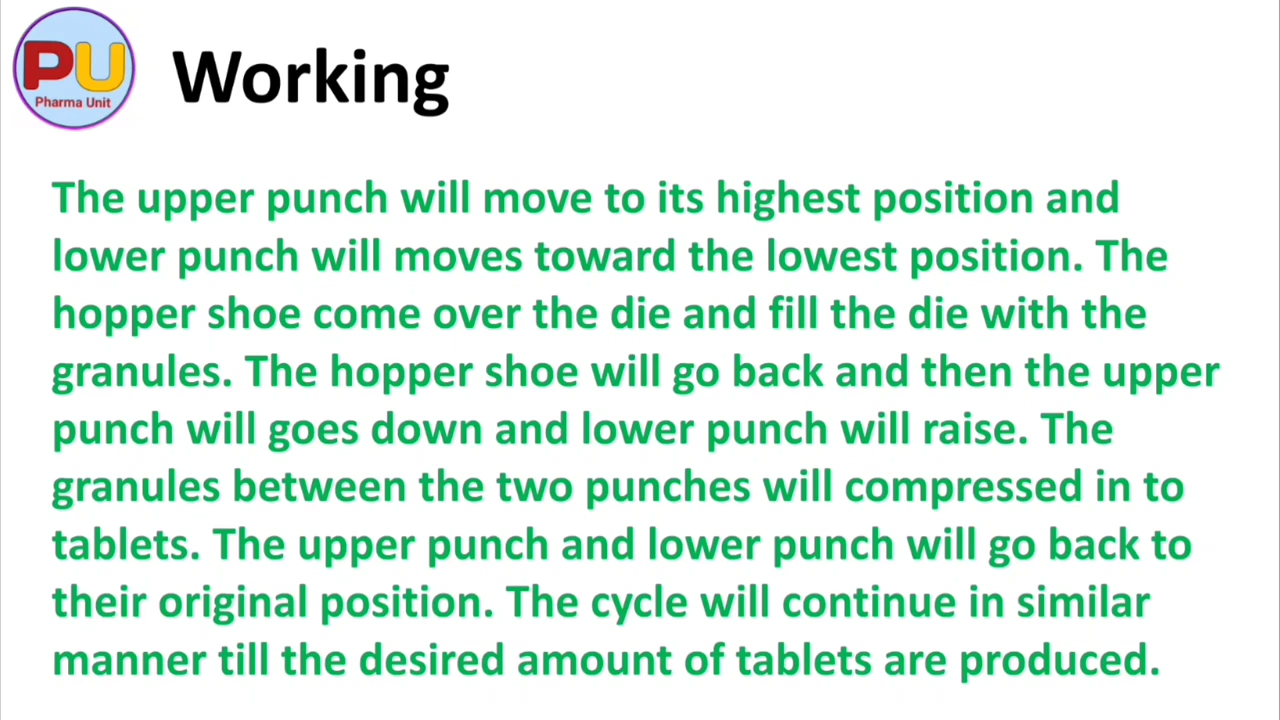 PU
Pharma Unit
Working
The upper punch will move to its highest position and
lower punch will moves toward the lowest position. The
hopper shoe come over the die and fill the die with the
granules. The hopper shoe will go back and then the upper
punch will goes down and lower punch will raise. The
granules between the two punches will compressed in to
tablets. The upper punch and lower punch will go back to
their original position. The cycle will continue in similar
manner till the desired amount of tablets are produced.